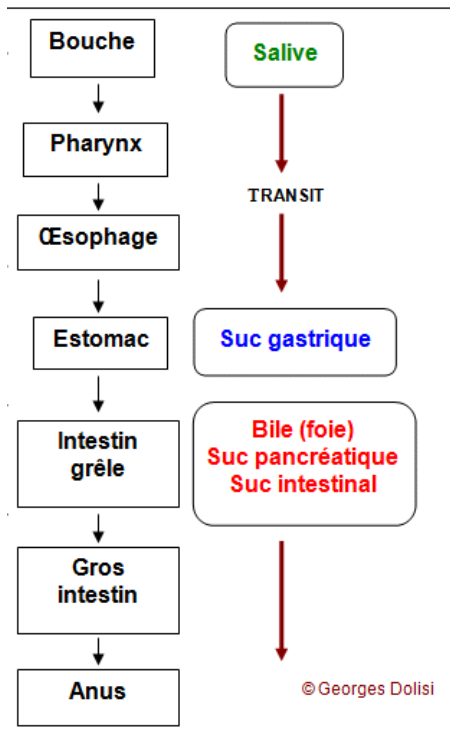 Bouche
Salive
Pharynx
TRANSIT
Œsophage
Estomac
Suc gastrique
Intestin
grêle
Bile (foie)
Suc pancréatique
Suc intestinal
Gros
intestin
Anus
©Georges Dolisi